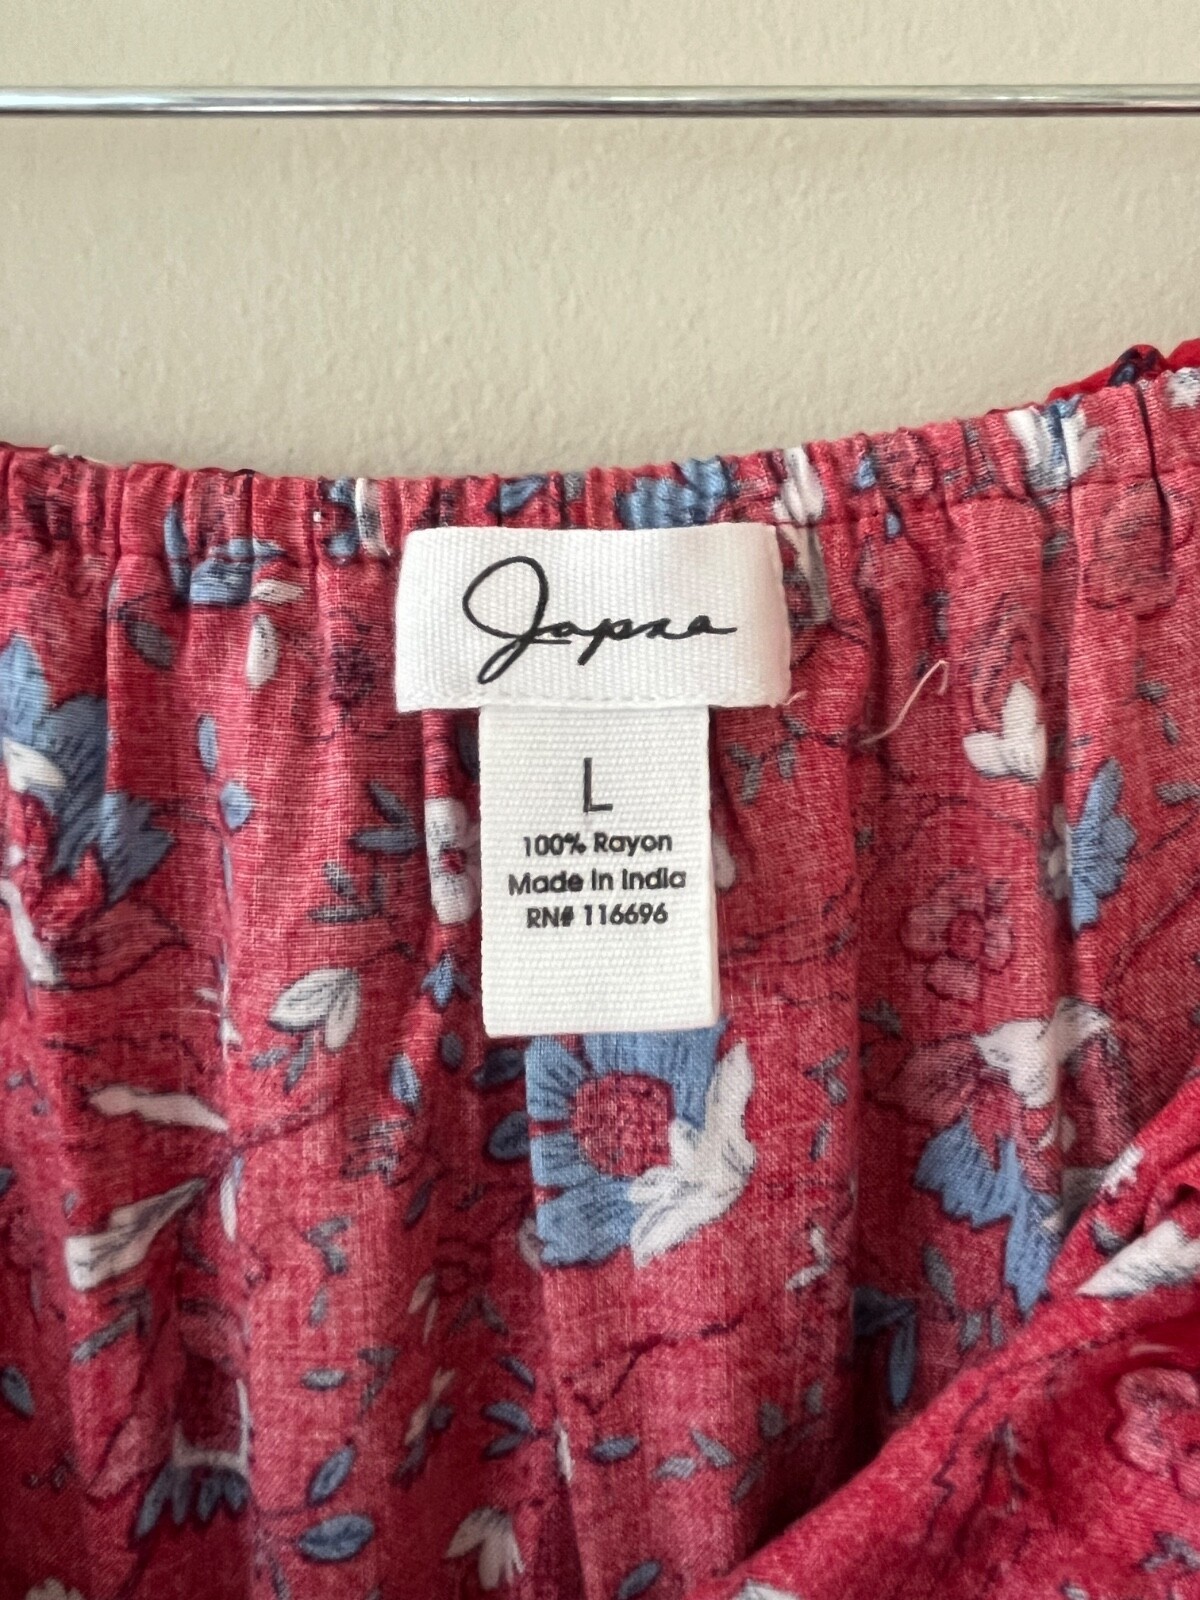 Japna
L
100% Rayon
Made In India
RN# 116696